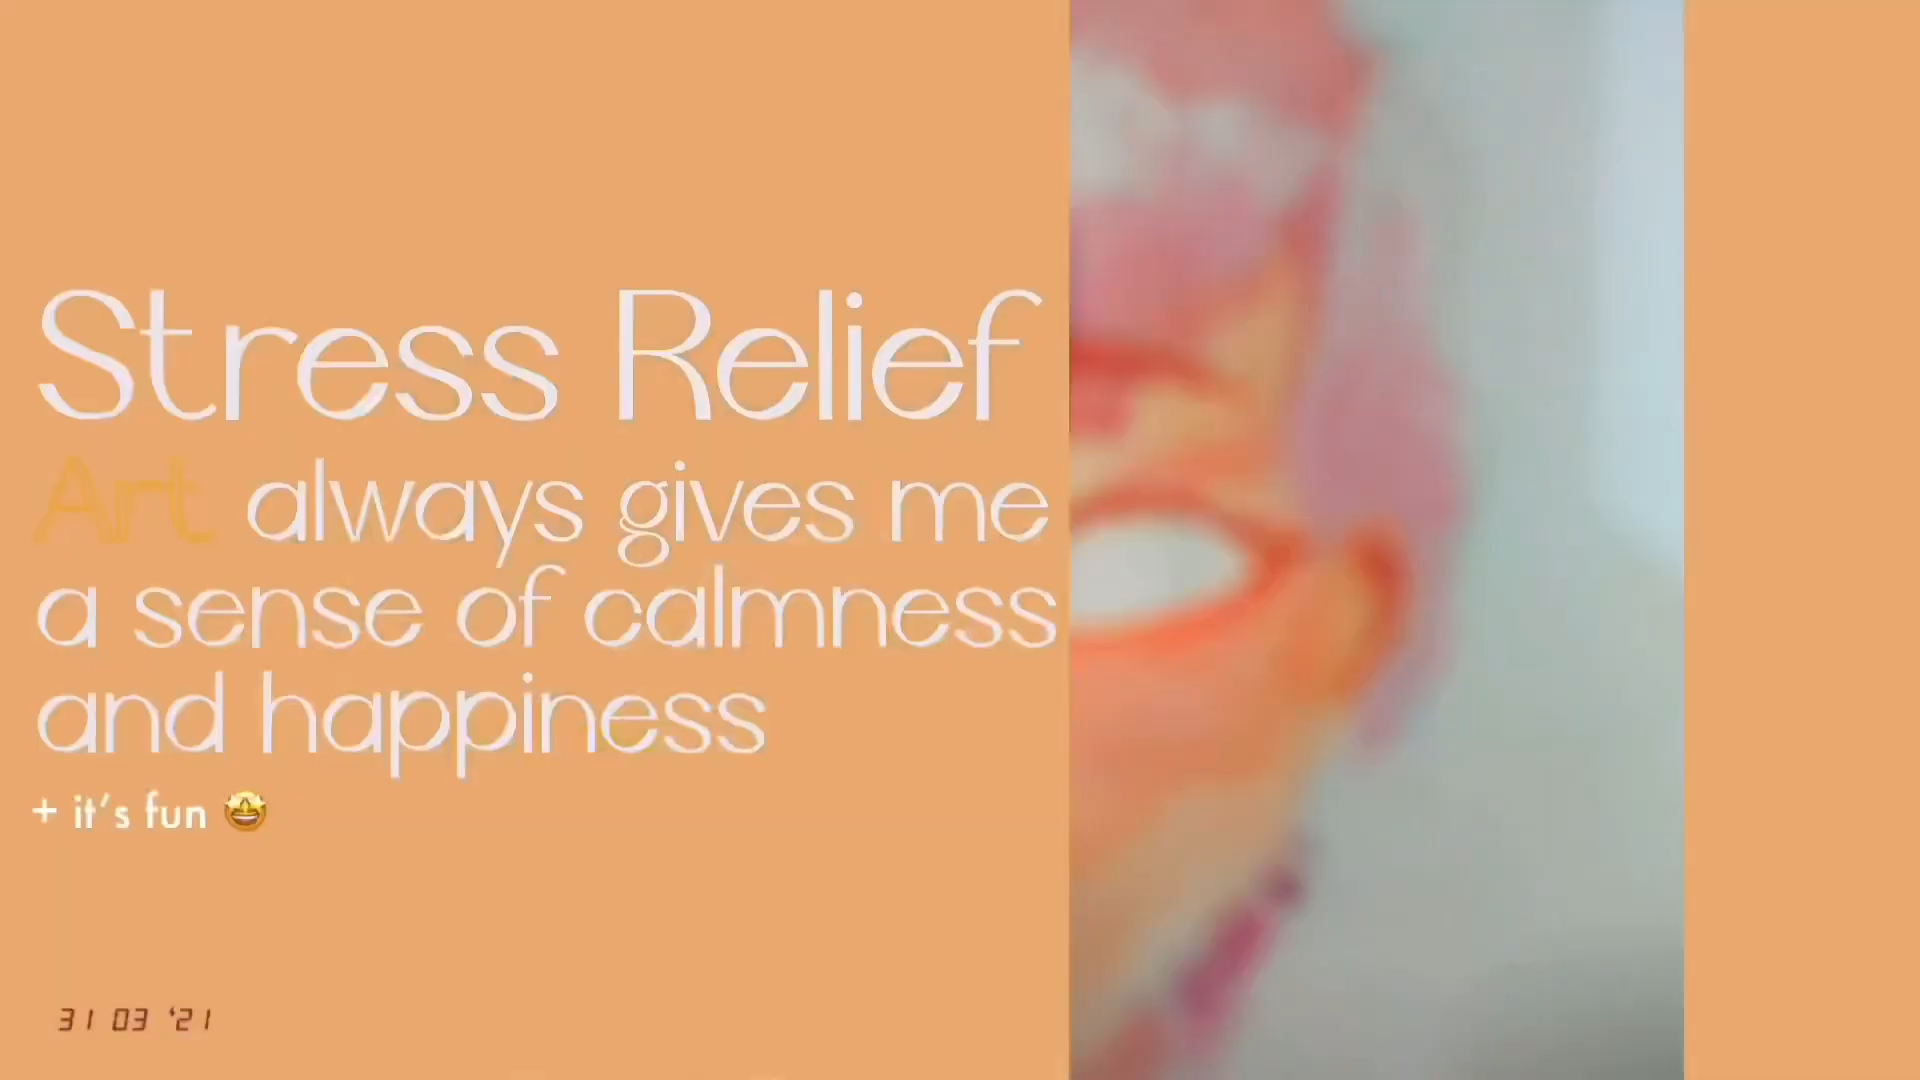 Stress Relief
Art always gives me
a sense of calmness
and happiness
+ it's fun 🤩
31 03 '21